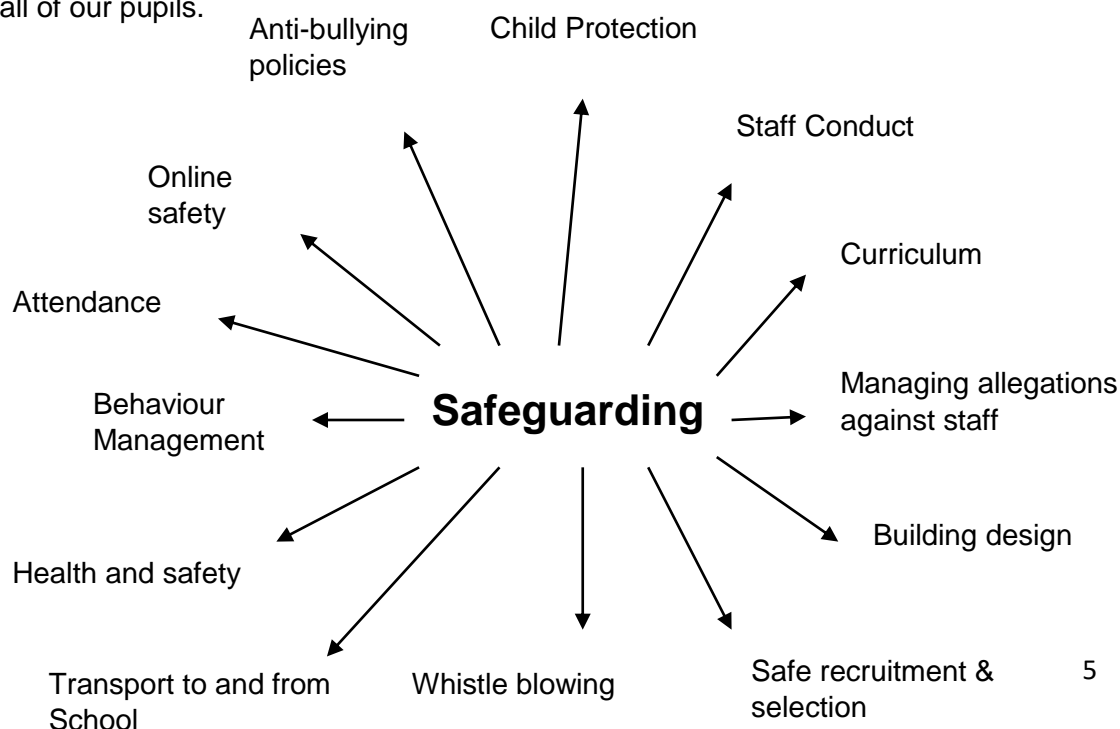 all of our pupils.
Anti-bullying
policies
Child Protection
Staff Conduct
Online
safety
Curriculum
Attendance
Managing allegations
against staff
Behaviour
Management
Safeguarding
Building design
Health and safety
Transport to and from
School
Whistle blowing
Safe recruitment &
selection
5